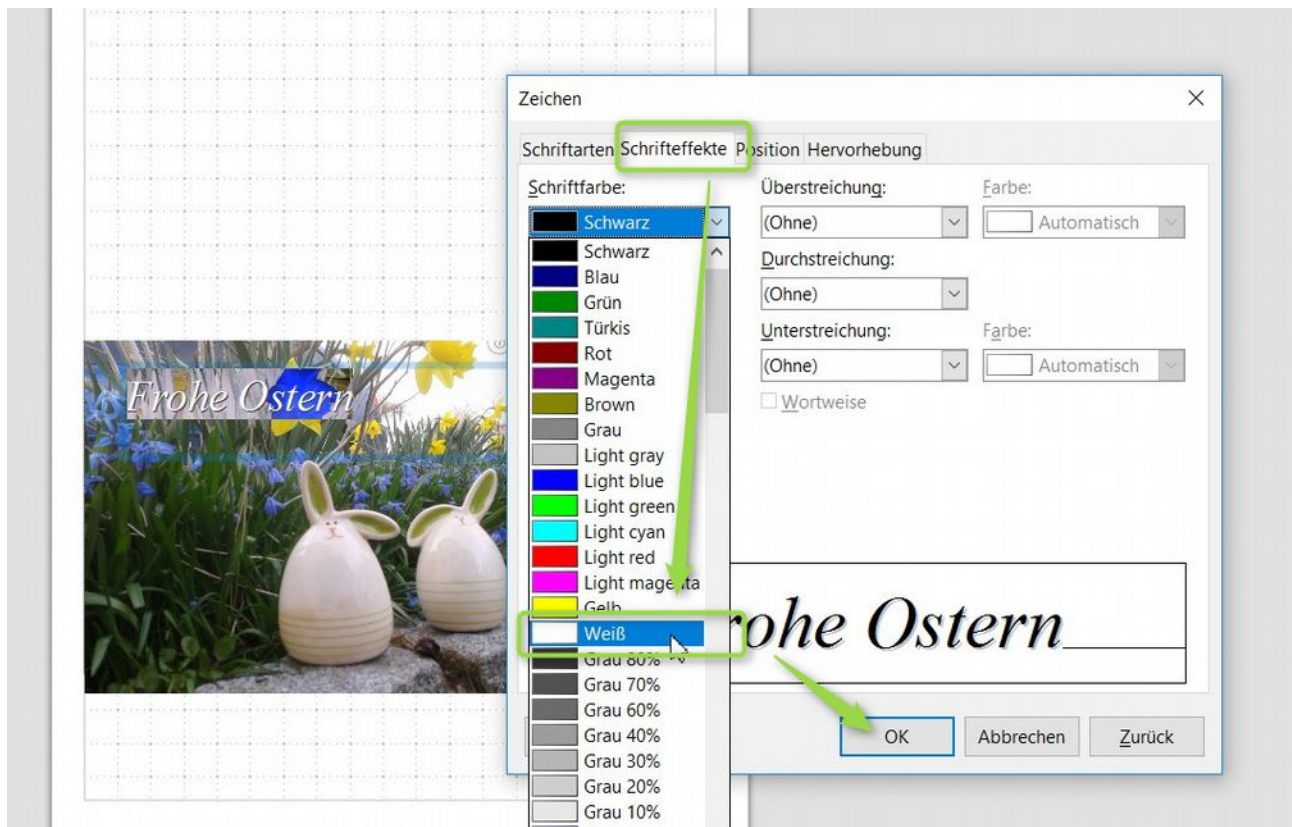 Zeichen
Schriftarten Schrifteffekte Position Hervorhebung
Schriftfarbe:
Schwarz
Schwarz
Blau
Grün
Türkis
Rot
Magenta
Brown
Grau
Light gray
Light blue
Light green
Light cyan
Light red
Light magenta
Gelb
Weiß
Grau 80%
Grau 70%
Grau 60%
Grau 40%
Grau 30%
Grau 20%
Grau 10%
Überstreichung:
Farbe:
(Ohne)
Automatisch
Durchstreichung:
(Ohne)
Unterstreichung:
Farbe:
(Ohne)
Automatisch
Wortweise
Frohe Ostern
rohe Ostern
OK
Abbrechen
Zurück